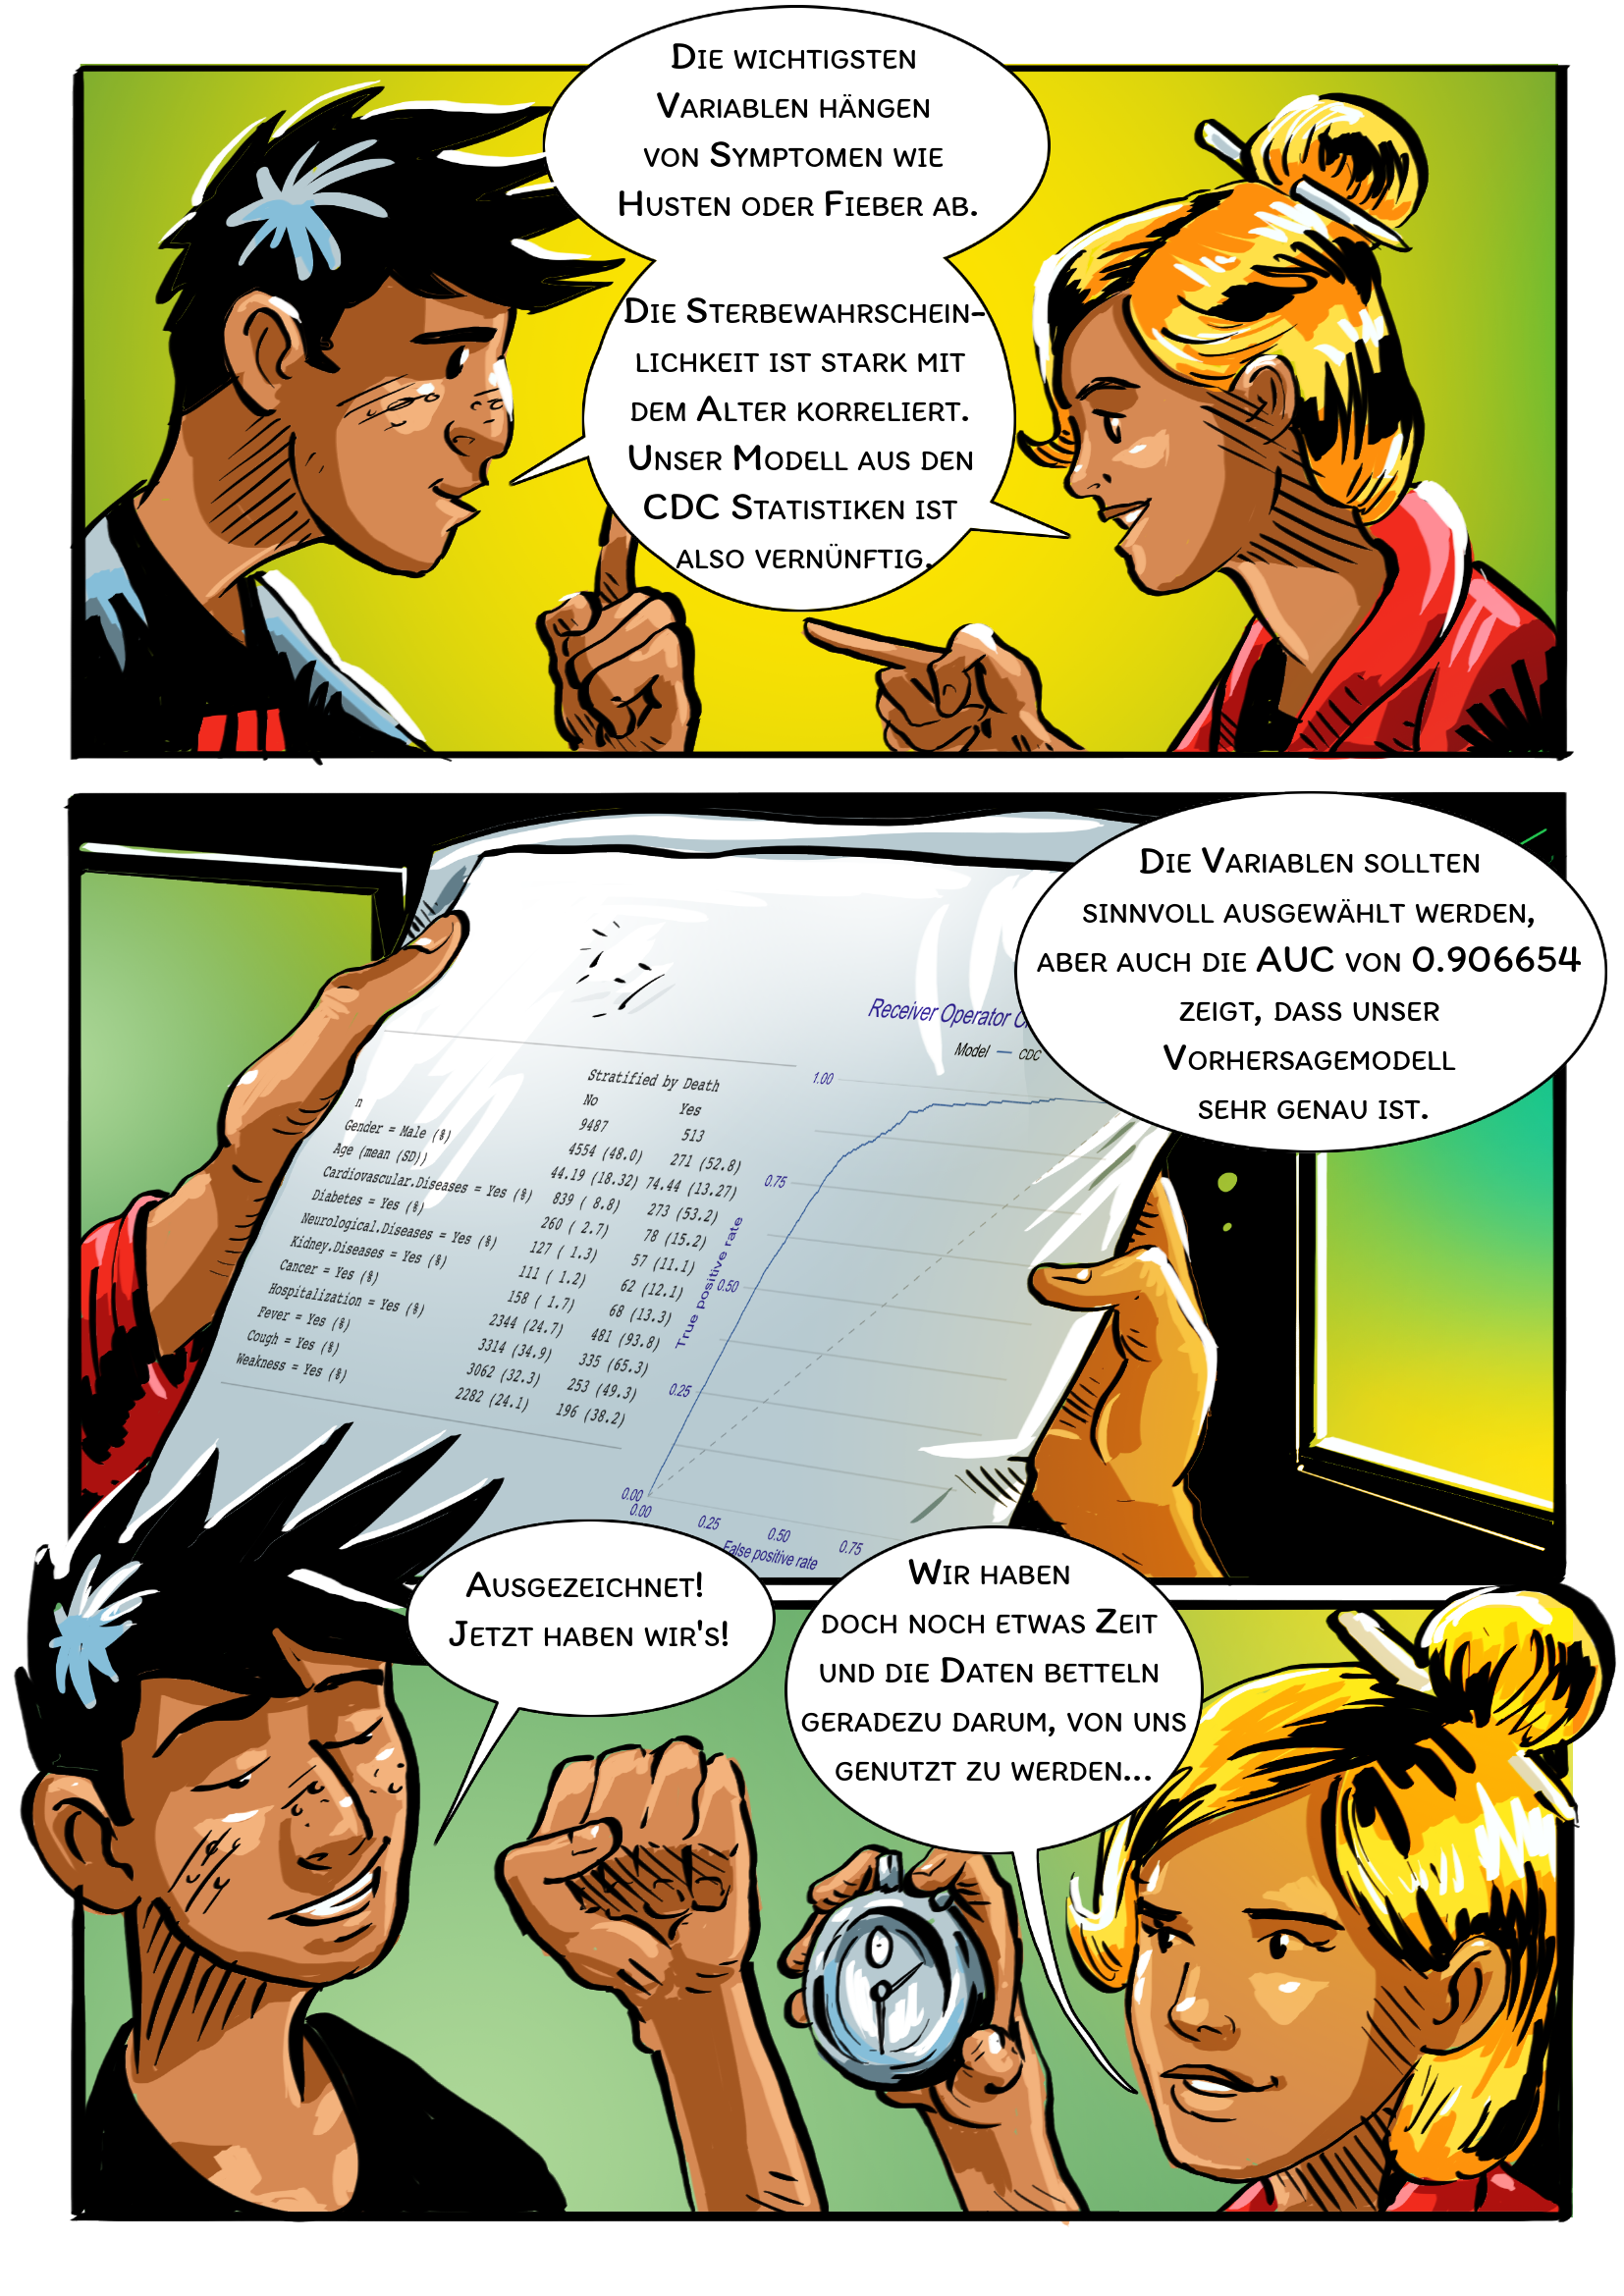 Die wichtigsten
Variablen hängen
von Symptomen wie
Husten oder Fieber ab.
Die Sterbewahrschein-
lichkeit ist stark mit
dem Alter korreliert.
Unser Modell aus den
CDC Statistiken ist
also vernünftig.
Die Variablen sollten
sinnvoll ausgewählt werden,
aber auch die AUC von 0.906654
zeigt, dass unser
Vorhersagemodell
sehr genau ist.
Stratified by Death
No Yes
n 9487 513
Gender = Male (%) 4554 (48.0) 271 (52.8)
Age (mean (SD)) 44.19 (18.32) 74.44 (13.27)
Cardiovascular.Diseases = Yes (%) 839 ( 8.8) 273 (53.2)
Diabetes = Yes (%) 260 ( 2.7) 78 (15.2)
Neurological.Diseases = Yes (%) 127 ( 1.3) 57 (11.1)
Kidney.Diseases = Yes (%) 111 ( 1.2) 62 (12.1)
Cancer = Yes (%) 158 ( 1.7) 68 (13.3)
Hospitalization = Yes (%) 2344 (24.7) 481 (93.8)
Fever = Yes (%) 3314 (34.9) 335 (65.3)
Cough = Yes (%) 3062 (32.3) 253 (49.3)
Weakness = Yes (%) 2282 (24.1) 196 (38.2)
Receiver Operator
Model — CDC
1.00
0.75
0.50
0.25
0.00
True positive rate
0.00 0.25 0.50 0.75
False positive rate
Ausgezeichnet!
Jetzt haben wir's!
Wir haben
doch noch etwas Zeit
und die Daten betteln
geradezu darum, von uns
genutzt zu werden...